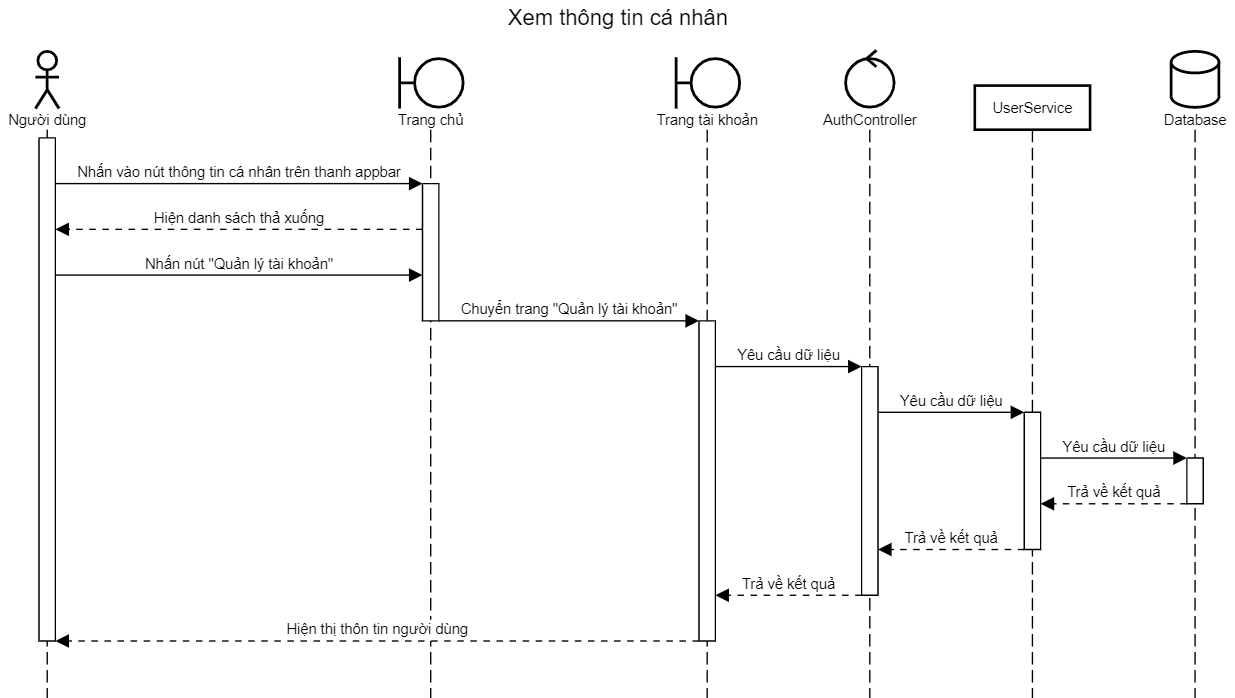 Xem thông tin cá nhân
Người dùng
Trang chủ
Trang tài khoản
AuthController
UserService
Database
Nhấn vào nút thông tin cá nhân trên thanh appbar
Hiện danh sách thả xuống
Nhấn nút "Quản lý tài khoản"
Chuyển trang "Quản lý tài khoản"
Yêu cầu dữ liệu
Yêu cầu dữ liệu
Yêu cầu dữ liệu
Trả về kết quả
Trả về kết quả
Trả về kết quả
Hiện thị thôn tin người dùng